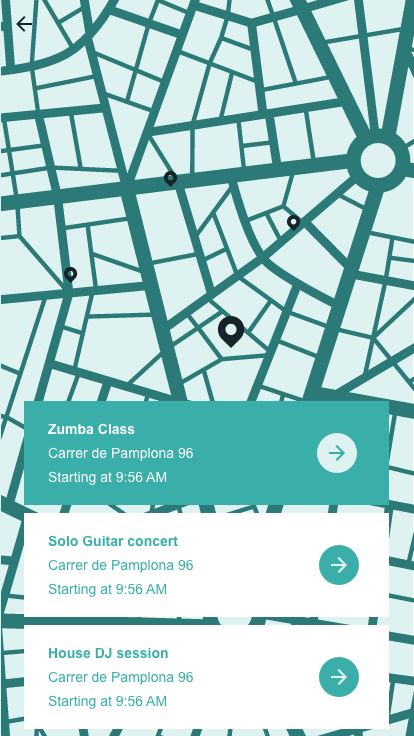 Zumba Class
Carrer de Pamplona 96
Starting at 9:56 AM
Solo Guitar concert
Carrer de Pamplona 96
Starting at 9:56 AM
House DJ session
Carrer de Pamplona 96
Starting at 9:56 AM